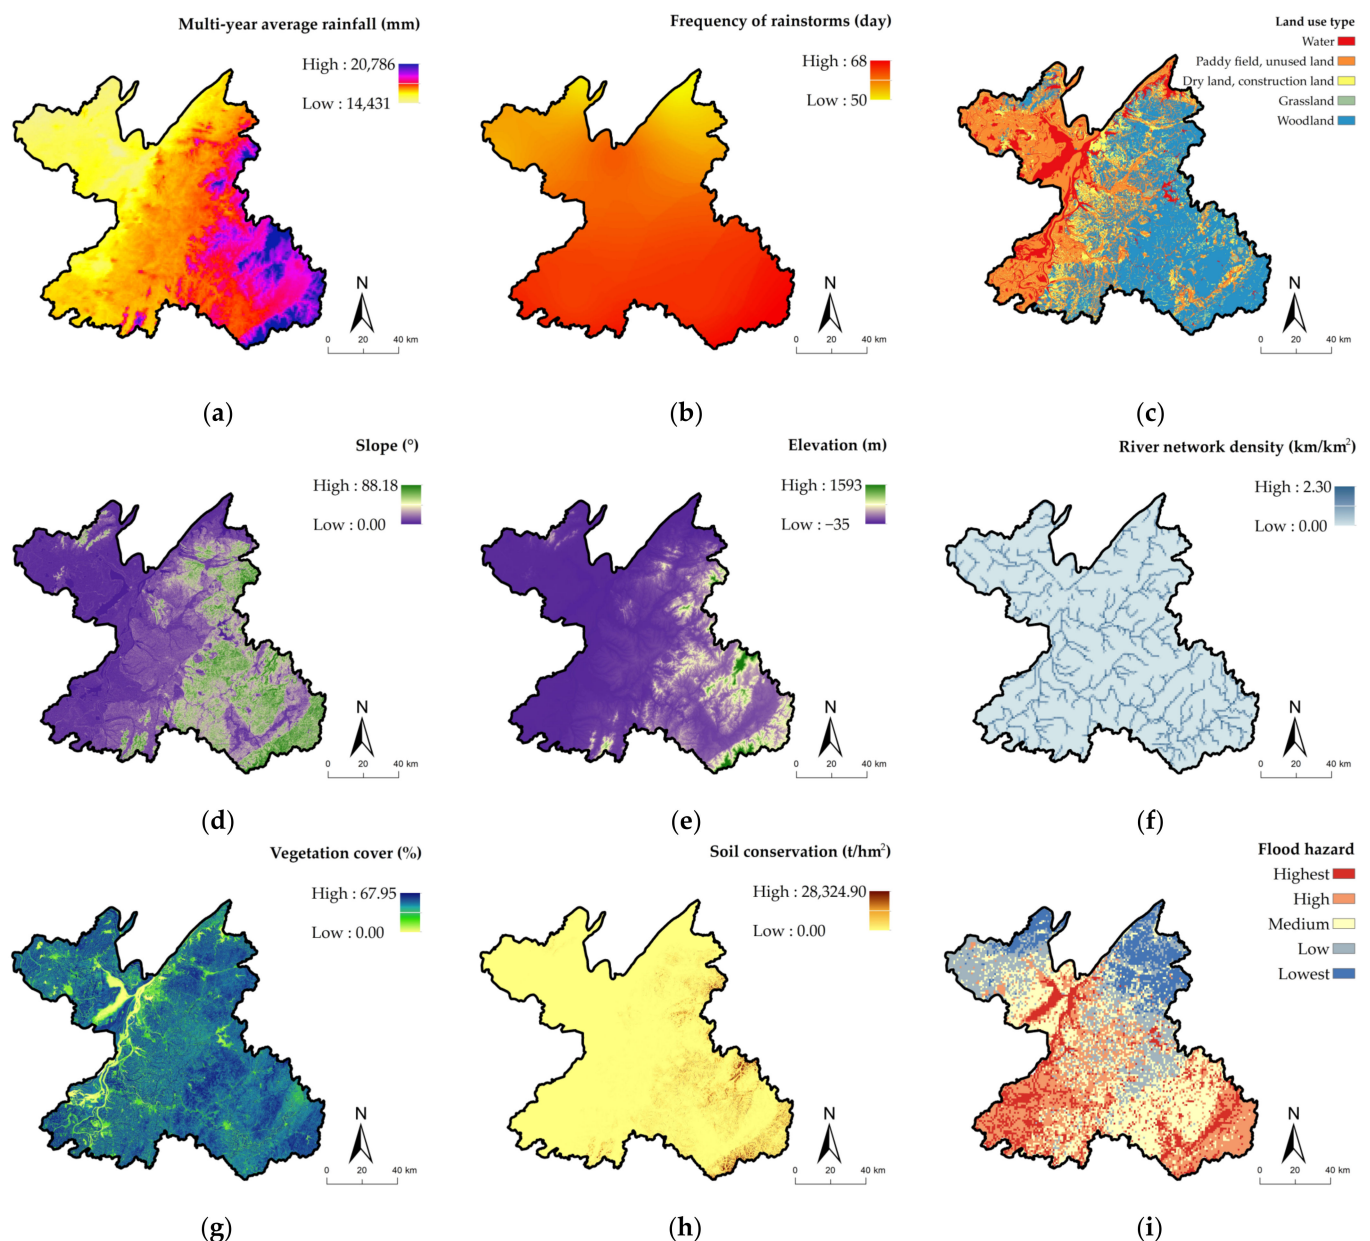 Multi-year average rainfall (mm)
High : 20,786
Low : 14,431
N
0 20 40 km
(a)
Frequency of rainstorms (day)
High : 68
Low : 50
N
0 20 40 km
(b)
Land use type
Water
Paddy field, unused land
Dry land, construction land
Grassland
Woodland
N
0 20 40 km
(c)
Slope (°)
High : 88.18
Low : 0.00
N
0 20 40 km
(d)
Elevation (m)
High : 1593
Low : −35
N
0 20 40 km
(e)
River network density (km/km²)
High : 2.30
Low : 0.00
N
0 20 40 km
(f)
Vegetation cover (%)
High : 67.95
Low : 0.00
N
0 20 40 km
(g)
Soil conservation (t/hm²)
High : 28,324.90
Low : 0.00
N
0 20 40 km
(h)
Flood hazard
Highest
High
Medium
Low
Lowest
N
0 20 40 km
(i)